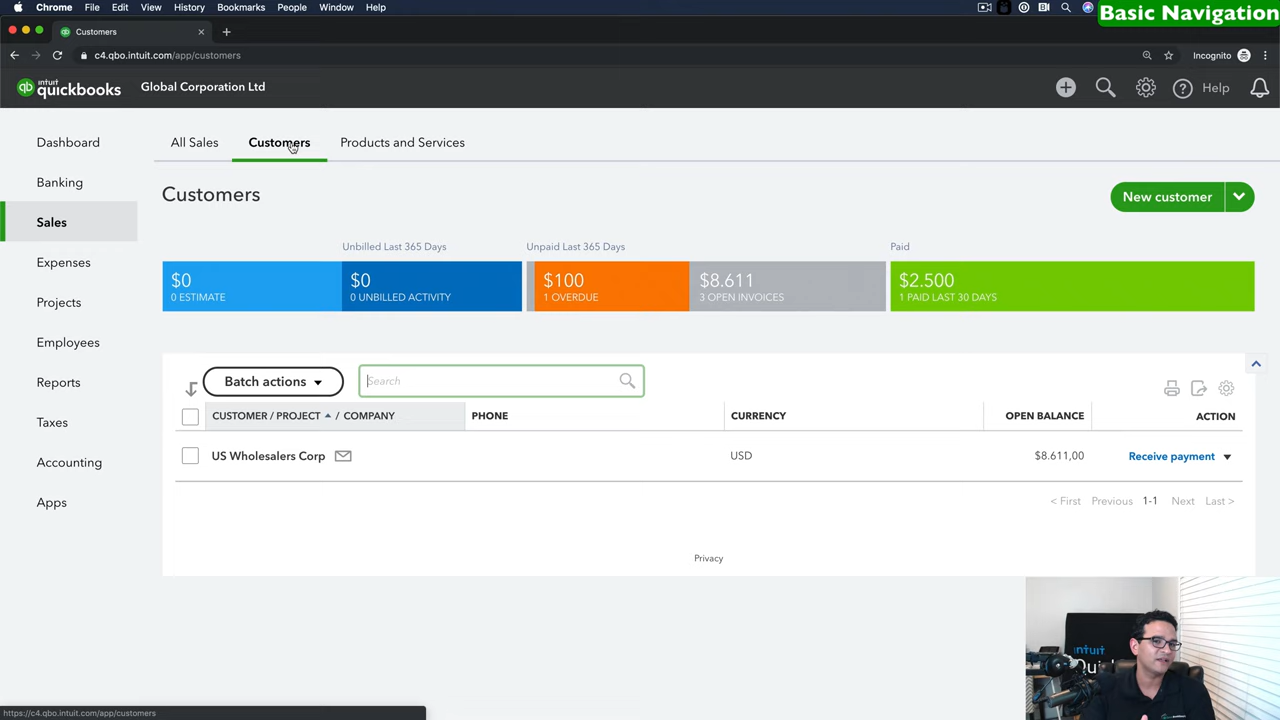 Chrome File Edit View History Bookmarks People Window Help
Basic Navigation
Customers
c4.qbo.intuit.com/app/customers
Incognito
qb intuit quickbooks
Global Corporation Ltd
Help
Dashboard
Banking
Sales
Expenses
Projects
Employees
Reports
Taxes
Accounting
Apps
All Sales Customers Products and Services
Customers
New customer
Unbilled Last 365 Days Unpaid Last 365 Days Paid
$0 $0 $100 $8.611 $2.500
0 ESTIMATE 0 UNBILLED ACTIVITY 1 OVERDUE 3 OPEN INVOICES 1 PAID LAST 30 DAYS
Batch actions Search
CUSTOMER / PROJECT / COMPANY PHONE CURRENCY OPEN BALANCE ACTION
US Wholesalers Corp USD $8.611,00 Receive payment
< First Previous 1-1 Next Last >
Privacy
intuit
https://c4.qbo.intuit.com/app/customers